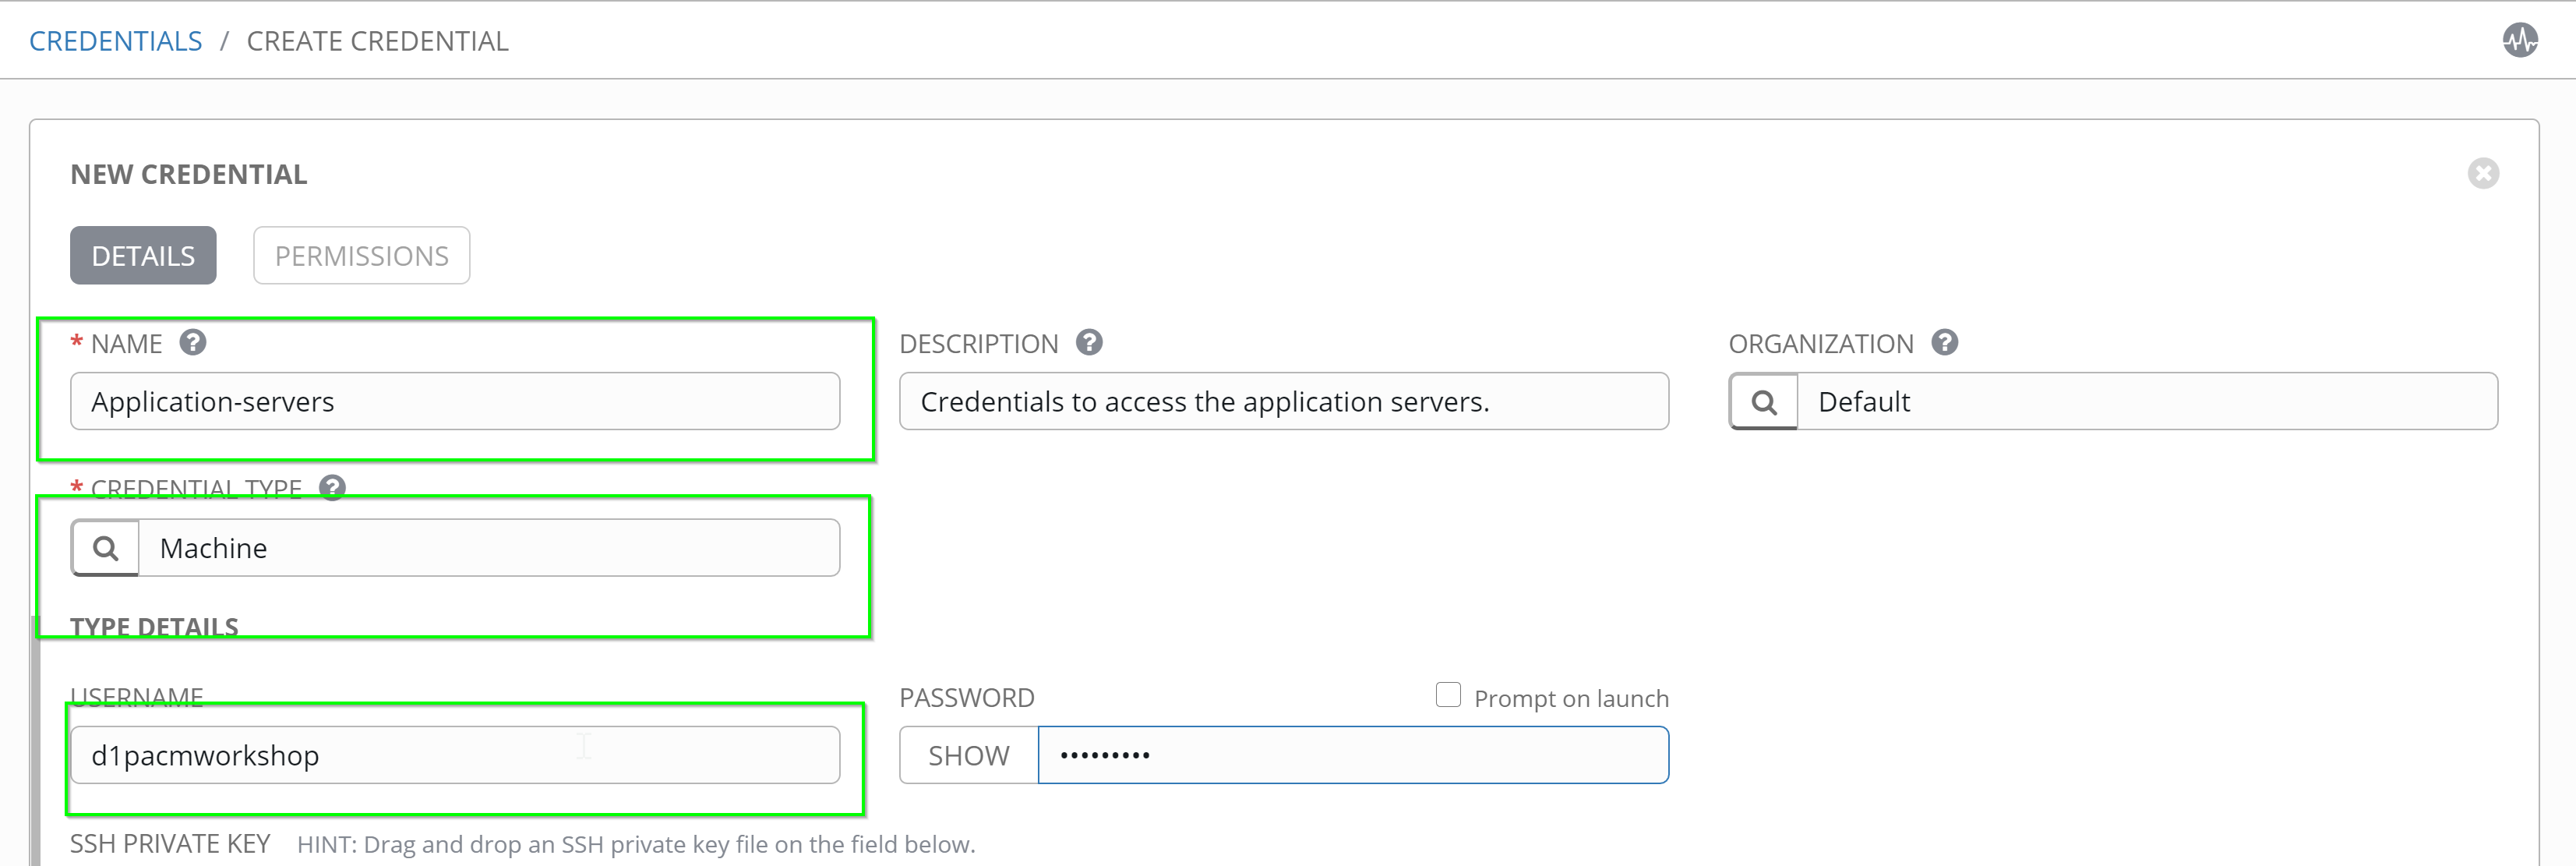 CREDENTIALS / CREATE CREDENTIAL
NEW CREDENTIAL
DETAILS PERMISSIONS
* NAME ? DESCRIPTION ? ORGANIZATION ?
Application-servers Credentials to access the application servers. Default
* CREDENTIAL TYPE ?
Machine
TYPE DETAILS
USERNAME PASSWORD Prompt on launch
d1pacmworkshop SHOW •••••••••
SSH PRIVATE KEY HINT: Drag and drop an SSH private key file on the field below.